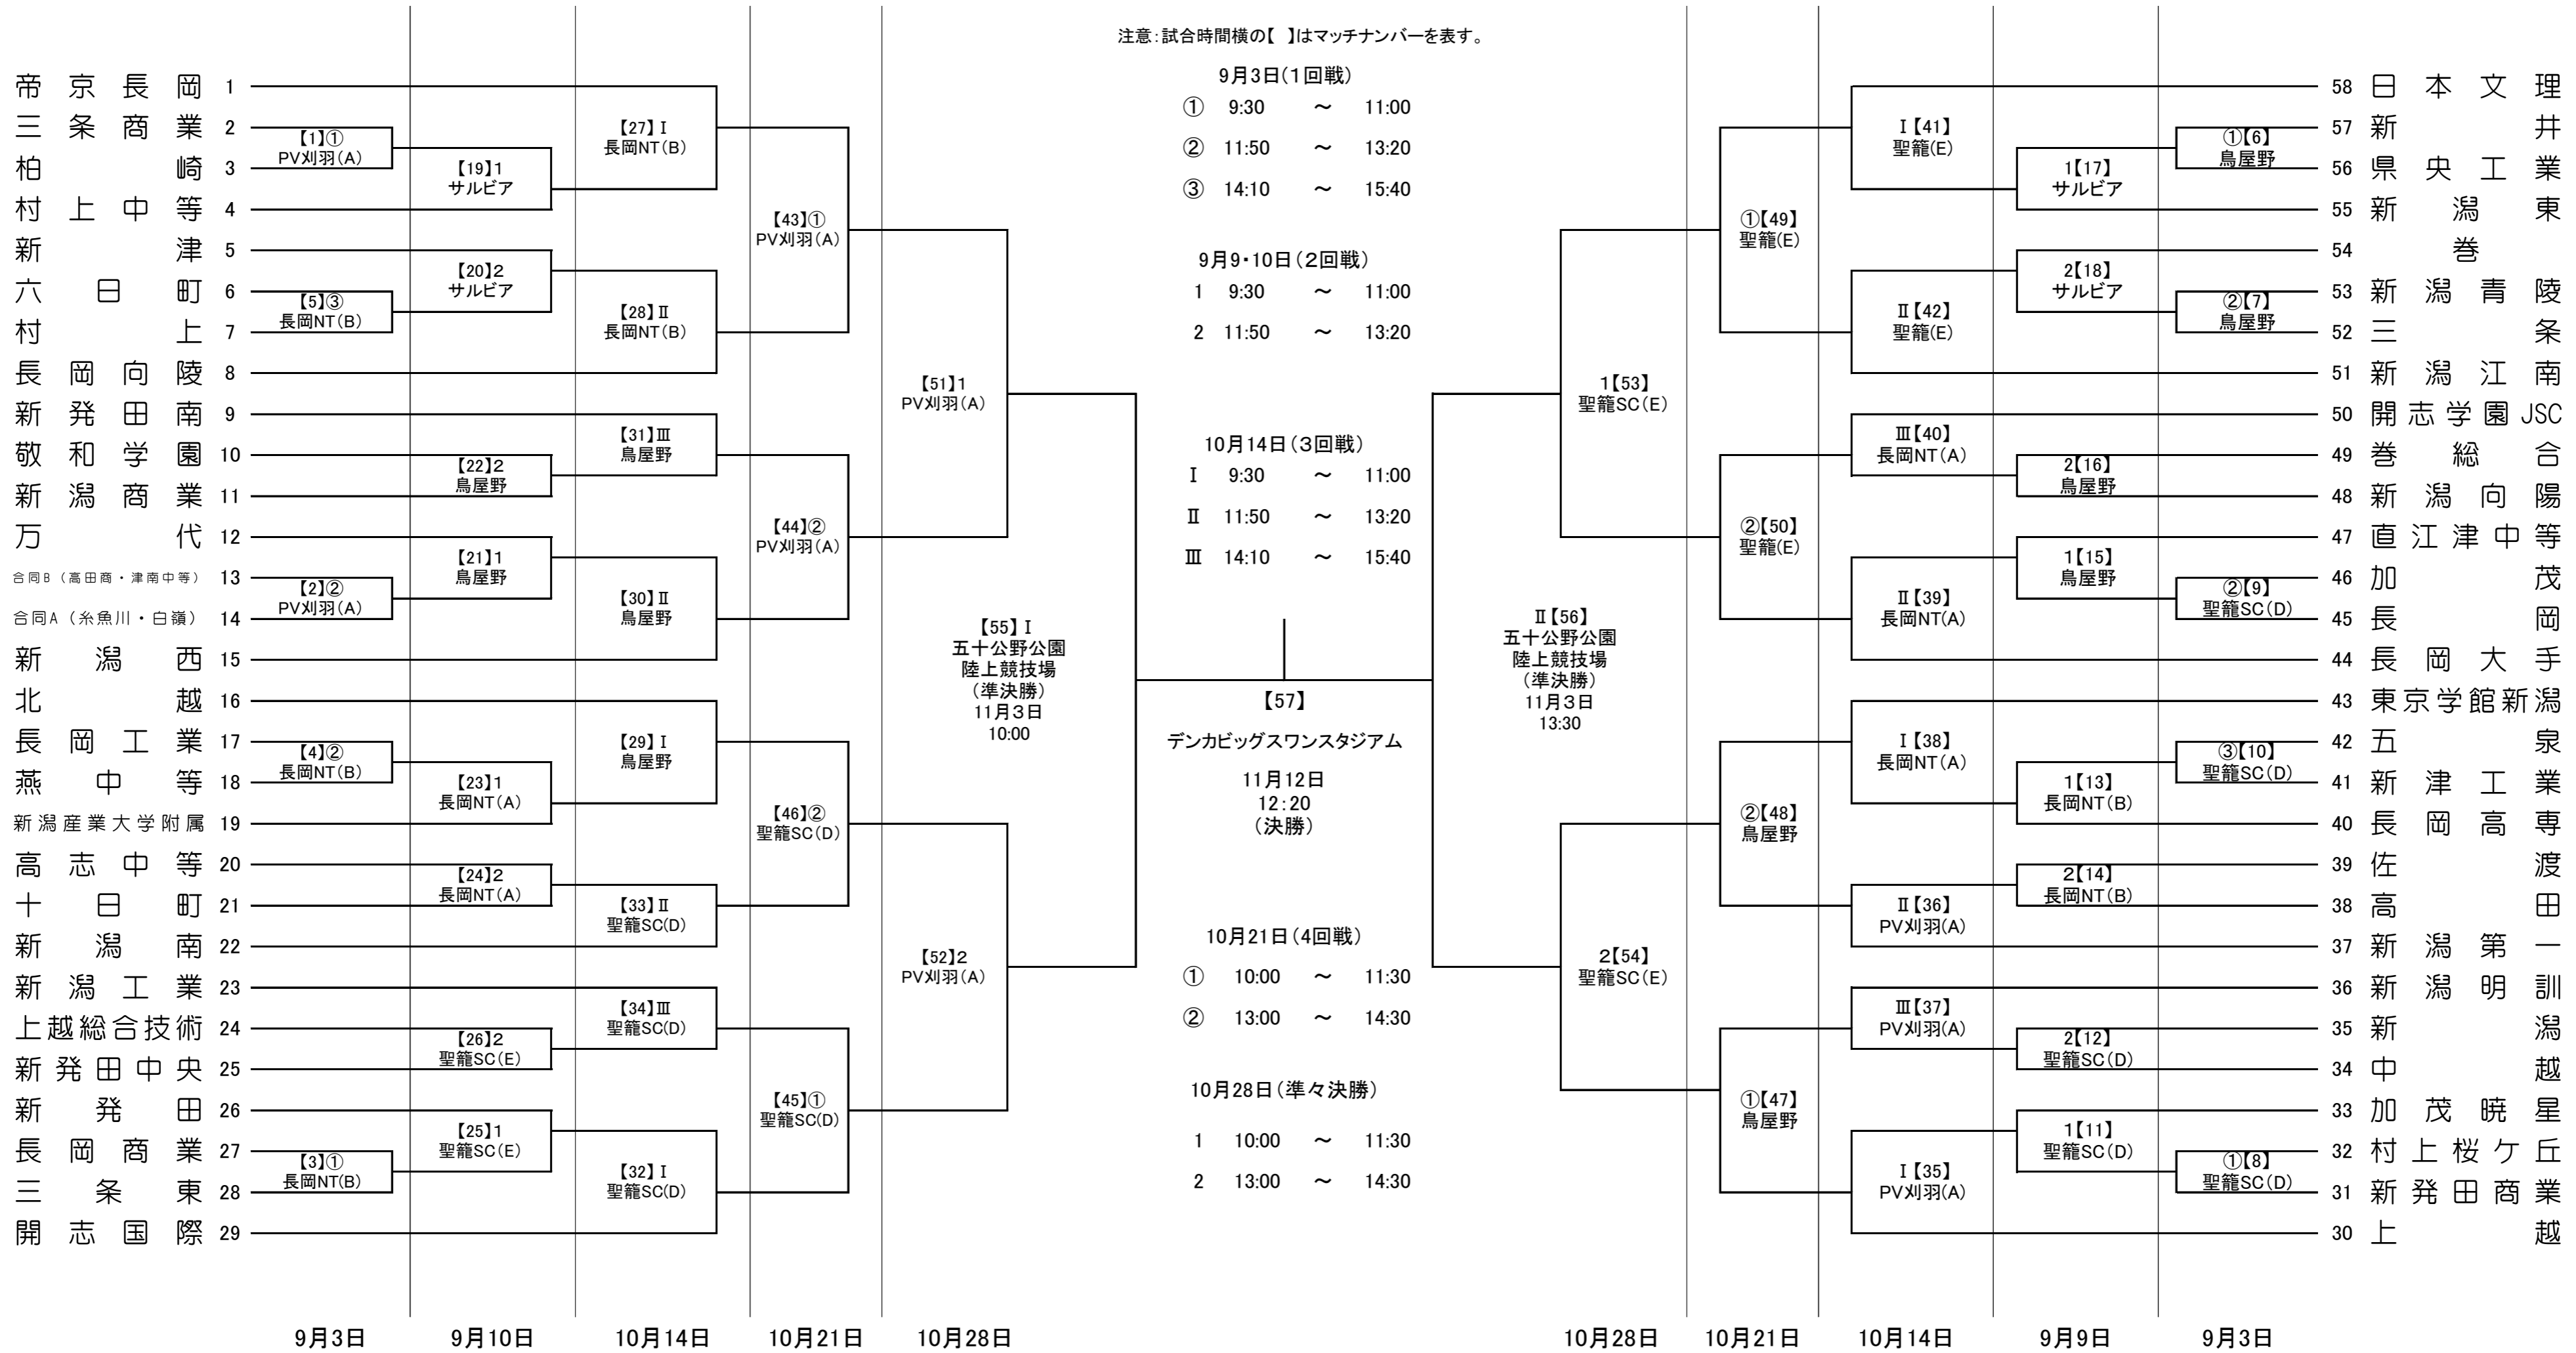 注意:試合時間横の【 】はマッチナンバーを表す。
帝京長岡 1
三条商業 2
柏崎 3
村上中等 4
新津 5
六日町 6
村上 7
長岡向陵 8
新発田南 9
敬和学園 10
新潟商業 11
万代 12
合同B(高田商・津南中等) 13
合同A(糸魚川・白嶺) 14
新潟西 15
北越 16
長岡工業 17
燕中等 18
新潟産業大学附属 19
高志中等 20
十日町 21
新潟南 22
新潟工業 23
上越総合技術 24
新発田中央 25
新発田 26
長岡商業 27
三条東 28
開志国際 29
【1】①
PV刈羽(A)
【5】③
長岡NT(B)
【2】②
PV刈羽(A)
【4】②
長岡NT(B)
【3】①
長岡NT(B)
【19】1
サルビア
【20】2
サルビア
【22】2
鳥屋野
【21】1
鳥屋野
【23】1
長岡NT(A)
【24】2
長岡NT(A)
【26】2
聖籠SC(E)
【25】1
聖籠SC(E)
【27】Ⅰ
長岡NT(B)
【28】Ⅱ
長岡NT(B)
【31】Ⅲ
鳥屋野
【30】Ⅱ
鳥屋野
【29】Ⅰ
鳥屋野
【33】Ⅱ
聖籠SC(D)
【34】Ⅲ
聖籠SC(D)
【32】Ⅰ
聖籠SC(D)
【43】①
PV刈羽(A)
【44】②
PV刈羽(A)
【46】②
聖籠SC(D)
【45】①
聖籠SC(D)
【51】1
PV刈羽(A)
【52】2
PV刈羽(A)
【55】Ⅰ
五十公野公園
陸上競技場
(準決勝)
11月3日
10:00
9月3日(1回戦)
① 9:30 ~ 11:00
② 11:50 ~ 13:20
③ 14:10 ~ 15:40
9月9・10日(2回戦)
1 9:30 ~ 11:00
2 11:50 ~ 13:20
10月14日(3回戦)
Ⅰ 9:30 ~ 11:00
Ⅱ 11:50 ~ 13:20
Ⅲ 14:10 ~ 15:40
【57】
デンカビッグスワンスタジアム
11月12日
12:20
(決勝)
10月21日(4回戦)
① 10:00 ~ 11:30
② 13:00 ~ 14:30
10月28日(準々決勝)
1 10:00 ~ 11:30
2 13:00 ~ 14:30
Ⅱ【56】
五十公野公園
陸上競技場
(準決勝)
11月3日
13:30
1【53】
聖籠SC(E)
2【54】
聖籠SC(E)
①【49】
聖籠(E)
②【50】
聖籠(E)
②【48】
鳥屋野
①【47】
鳥屋野
Ⅰ【41】
聖籠(E)
Ⅱ【42】
聖籠(E)
Ⅲ【40】
長岡NT(A)
Ⅱ【39】
長岡NT(A)
Ⅰ【38】
長岡NT(A)
Ⅱ【36】
PV刈羽(A)
Ⅲ【37】
PV刈羽(A)
Ⅰ【35】
PV刈羽(A)
1【17】
サルビア
2【18】
サルビア
2【16】
鳥屋野
1【15】
鳥屋野
1【13】
長岡NT(B)
2【14】
長岡NT(B)
2【12】
聖籠SC(D)
1【11】
聖籠SC(D)
①【6】
鳥屋野
②【7】
鳥屋野
②【9】
聖籠SC(D)
③【10】
聖籠SC(D)
①【8】
聖籠SC(D)
58 日本文理
57 新井
56 県央工業
55 新潟東
54 巻
53 新潟青陵
52 三条
51 新潟江南
50 開志学園JSC
49 巻総合
48 新潟向陽
47 直江津中等
46 加茂
45 長岡
44 長岡大手
43 東京学館新潟
42 五泉
41 新津工業
40 長岡高専
39 佐渡
38 高田
37 新潟第一
36 新潟明訓
35 新潟
34 中越
33 加茂暁星
32 村上桜ケ丘
31 新発田商業
30 上越
9月3日 9月10日 10月14日 10月21日 10月28日 10月28日 10月21日 10月14日 9月9日 9月3日